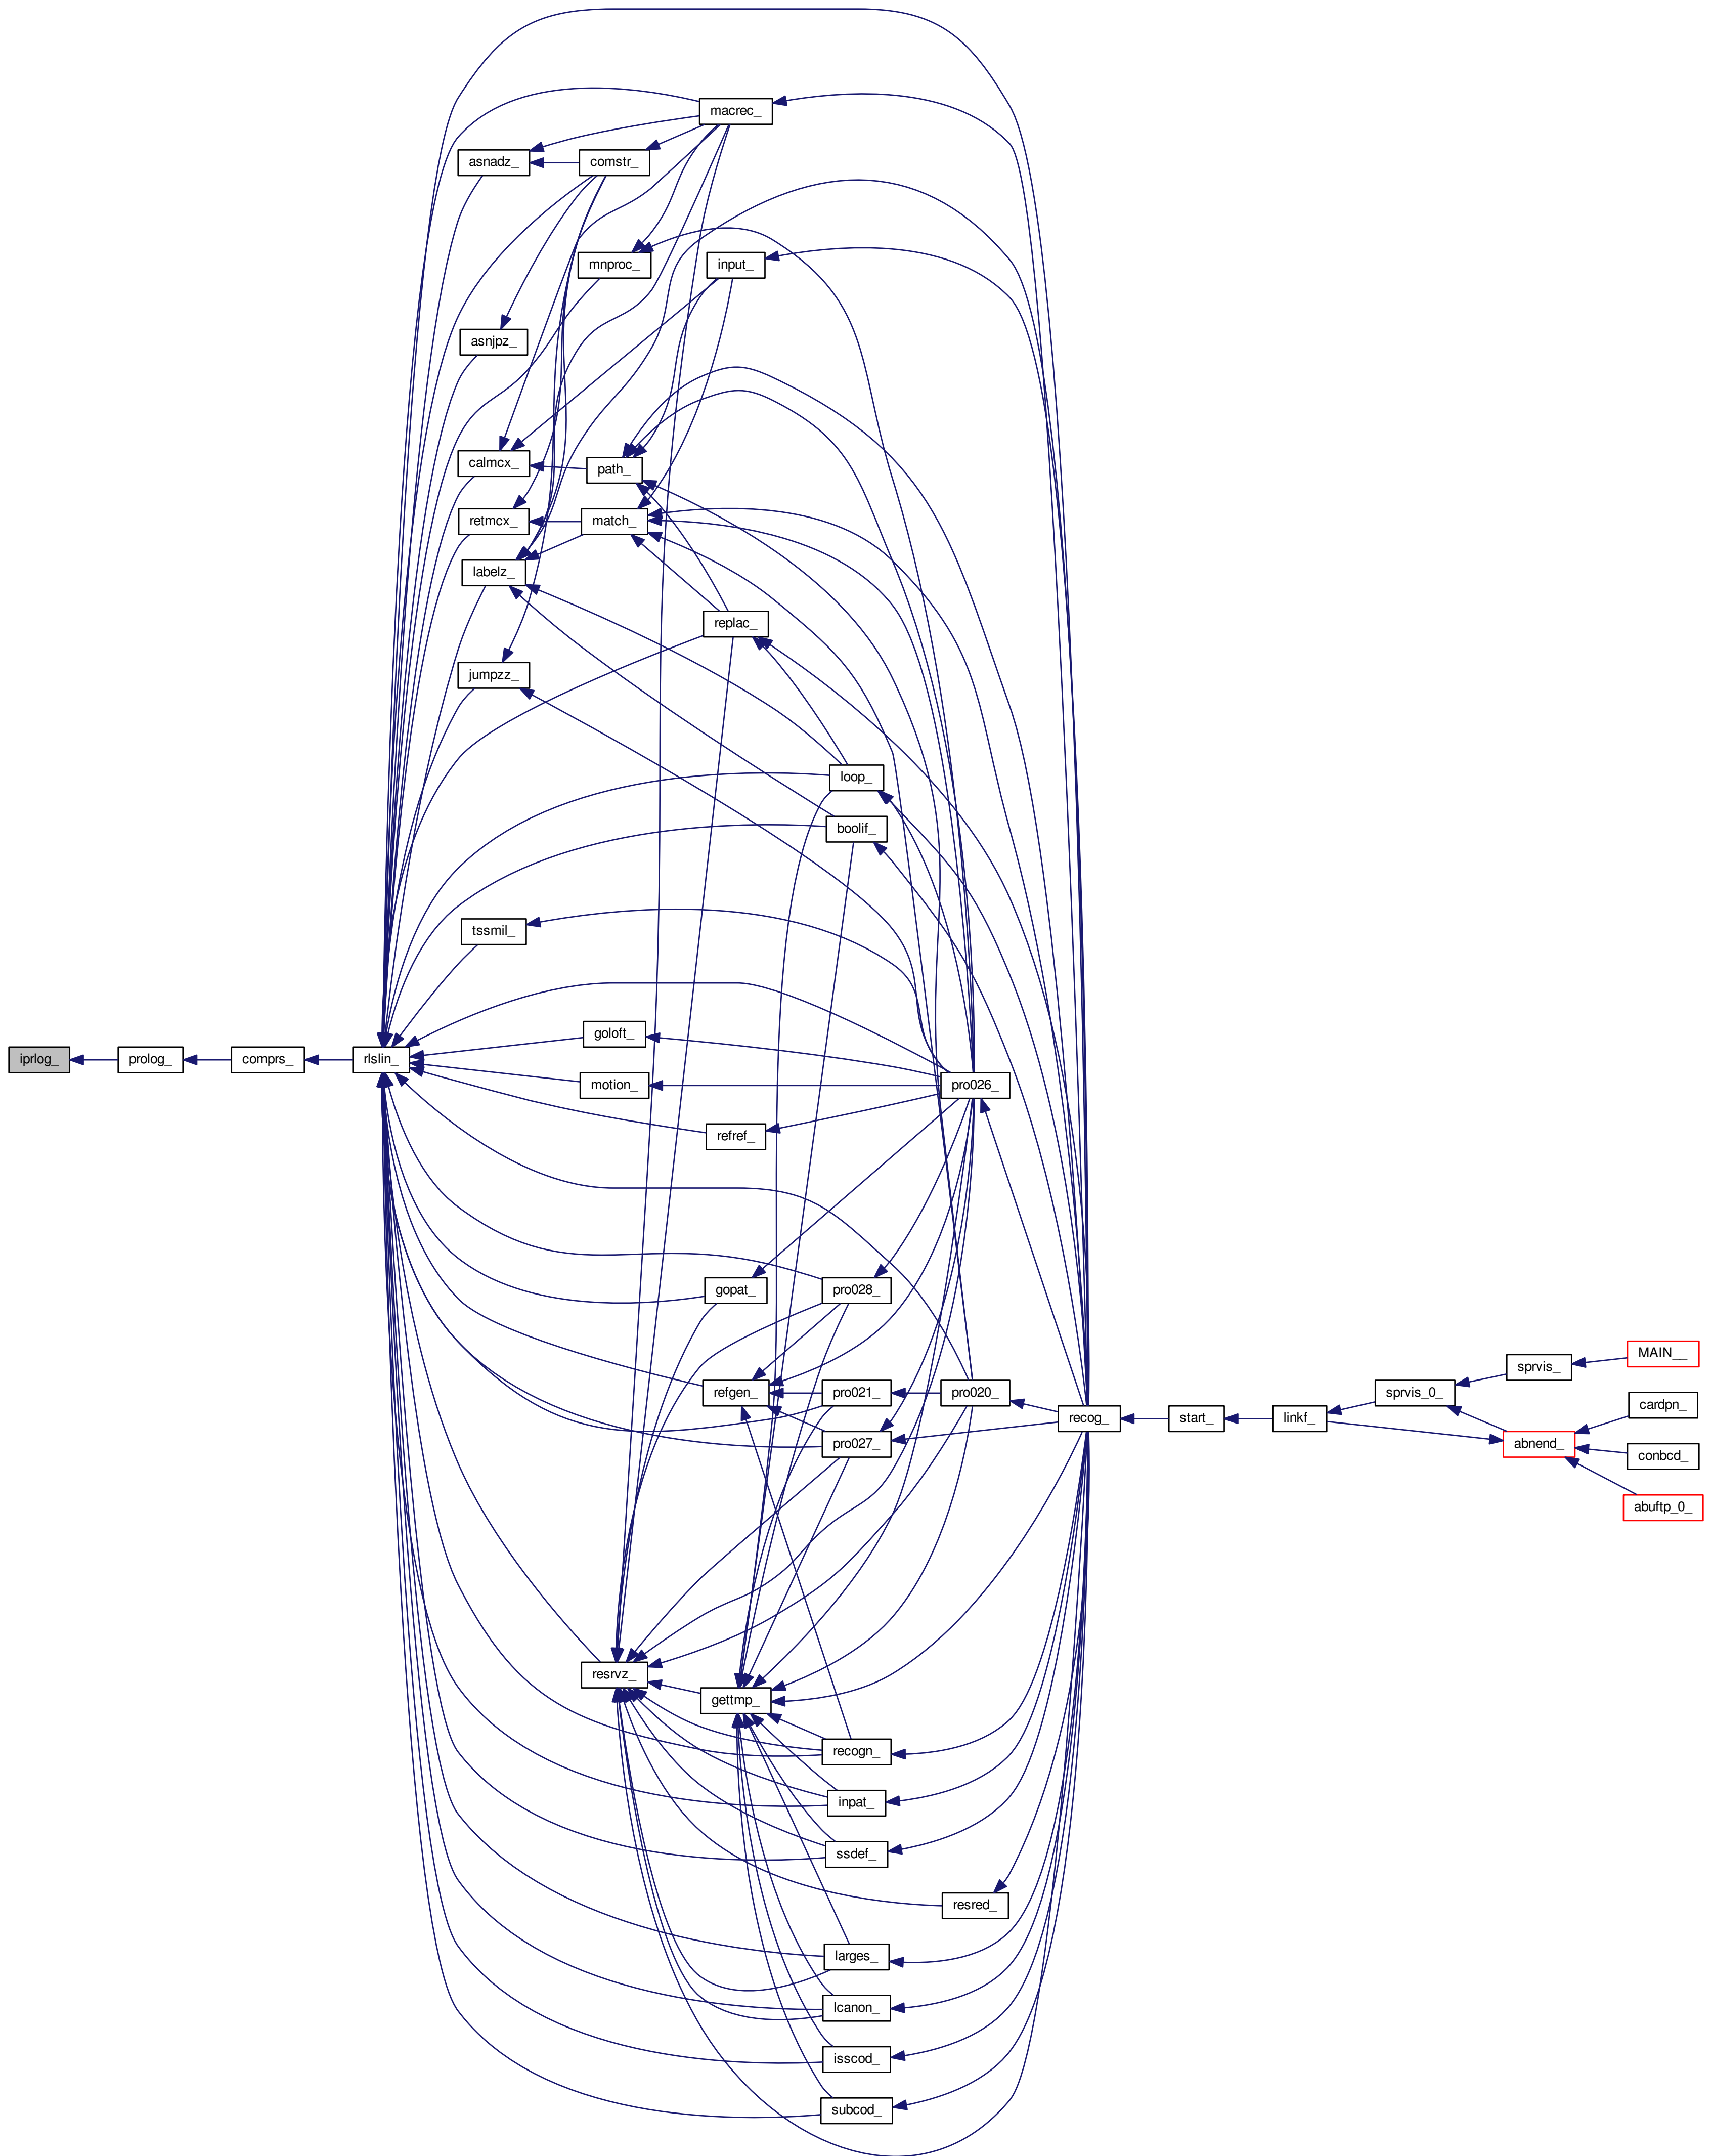 macrec_
asnadz_
comstr_
mnproc_
input_
asnjpz_
calmcx_
path_
retmcx_
match_
labelz_
replac_
jumpzz_
loop_
boolif_
tssmil_
goloft_
iprlog_
prolog_
comprs_
rlslin_
motion_
pro026_
refref_
gopat_
pro028_
MAIN__
sprvis_
refgen_
pro021_
pro020_
sprvis_0_
cardpn_
recog_
start_
linkf_
pro027_
abnend_
conbcd_
abuftp_0_
resrvz_
gettmp_
recogn_
inpat_
ssdef_
resred_
larges_
lcanon_
isscod_
subcod_